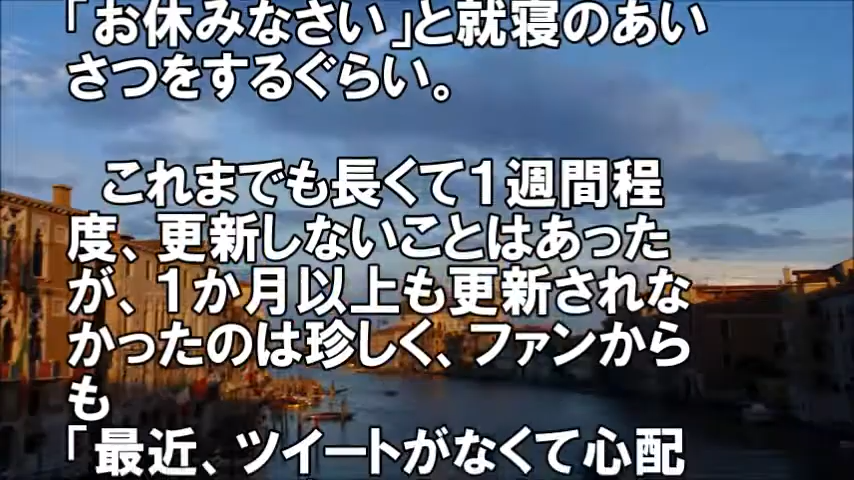 「お休みなさい」と就寝のあい
さつをするぐらい。
これまでも長くて１週間程
度、更新しないことはあった
が、１か月以上も更新されな
かったのは珍しく、ファンから
も
「最近、ツイートがなくて心配